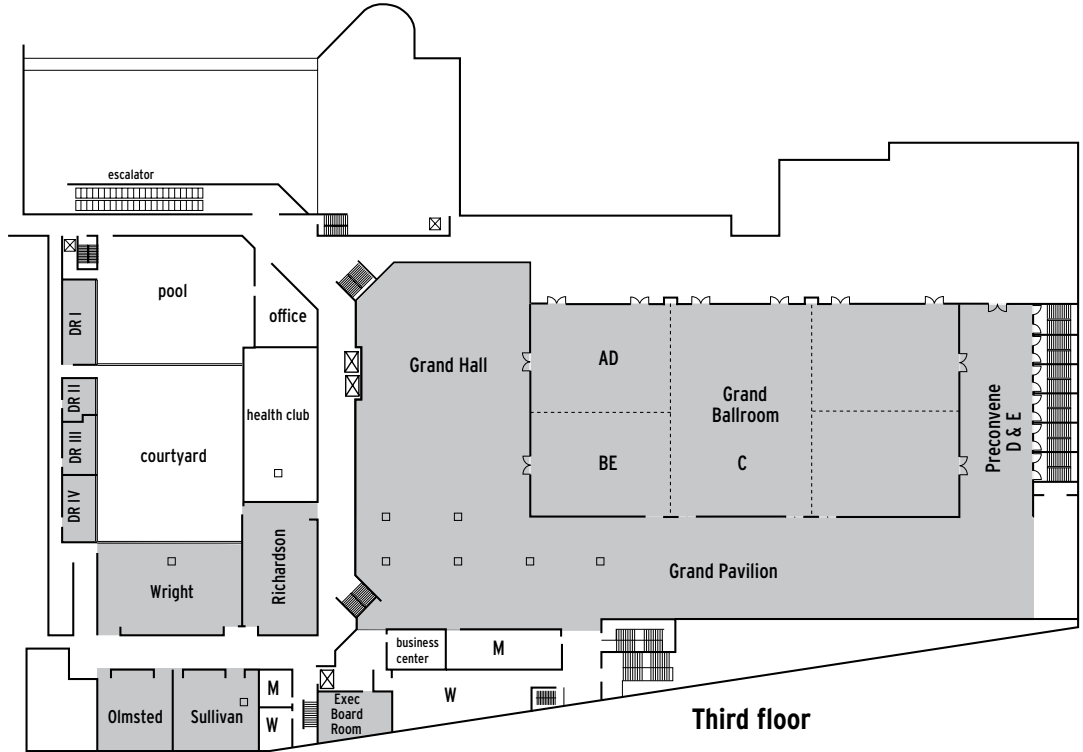 escalator
pool
office
DR I
Grand Hall
AD
Grand
Ballroom
Preconvene
D & E
DR II
health club
DR III
courtyard
BE
C
DR IV
Richardson
Wright
Grand Pavilion
business
center
M
M
W
Exec
Board
Room
Olmsted
Sullivan
W
Third floor